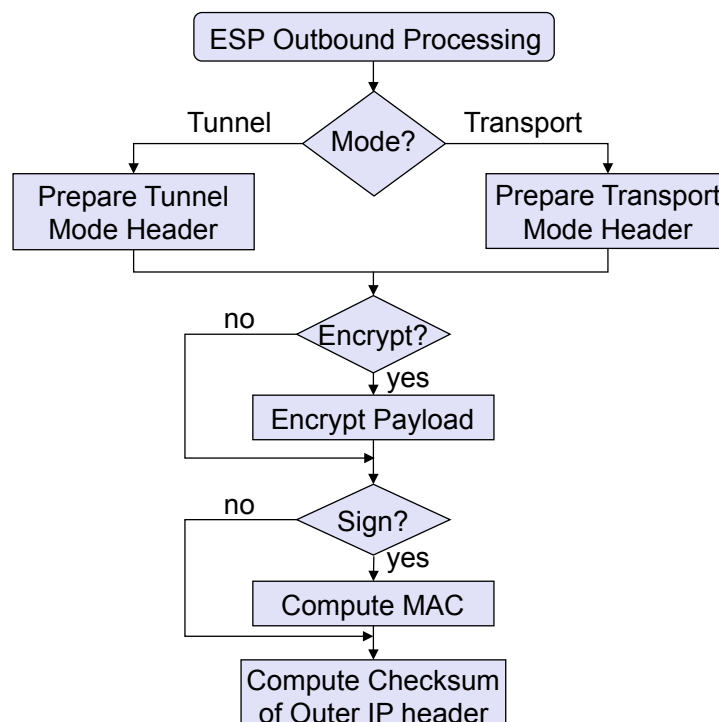 ESP Outbound Processing
Tunnel
Mode?
Transport
Prepare Tunnel
Mode Header
Prepare Transport
Mode Header
no
Encrypt?
yes
Encrypt Payload
no
Sign?
yes
Compute MAC
Compute Checksum
of Outer IP header